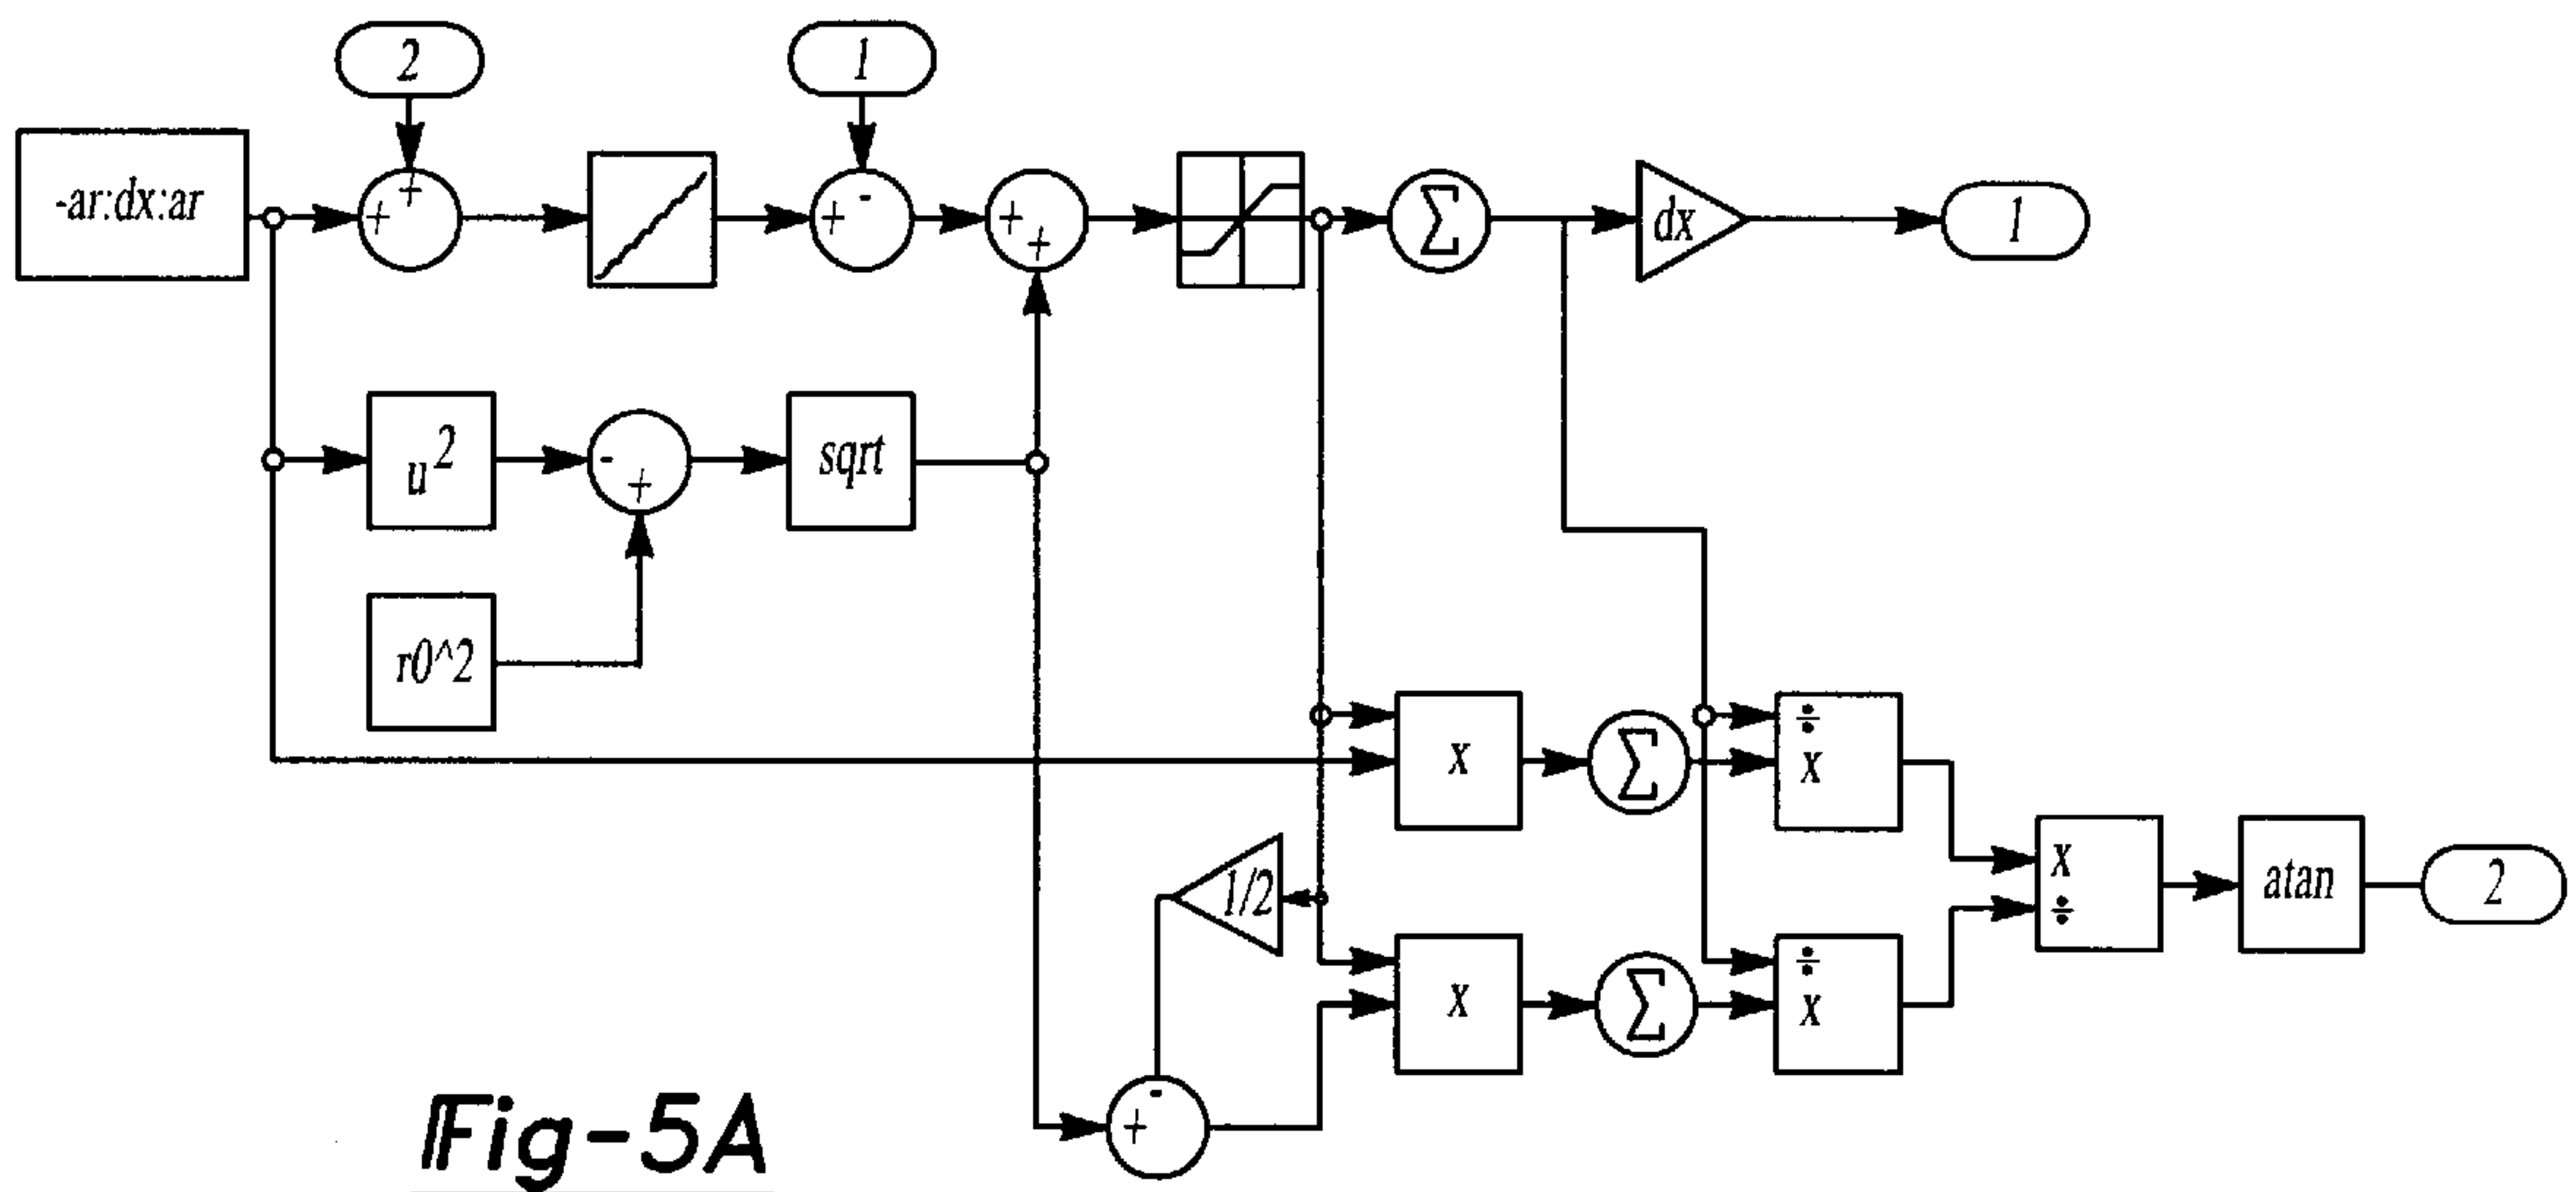 2
1
-ar:dx:ar
+
+
+
-
+
+
Σ
dx
1
u^2
-
+
sqrt
r0^2
x
Σ
÷
x
1/2
x
÷
atan
2
x
Σ
÷
x
-
+
Fig-5A